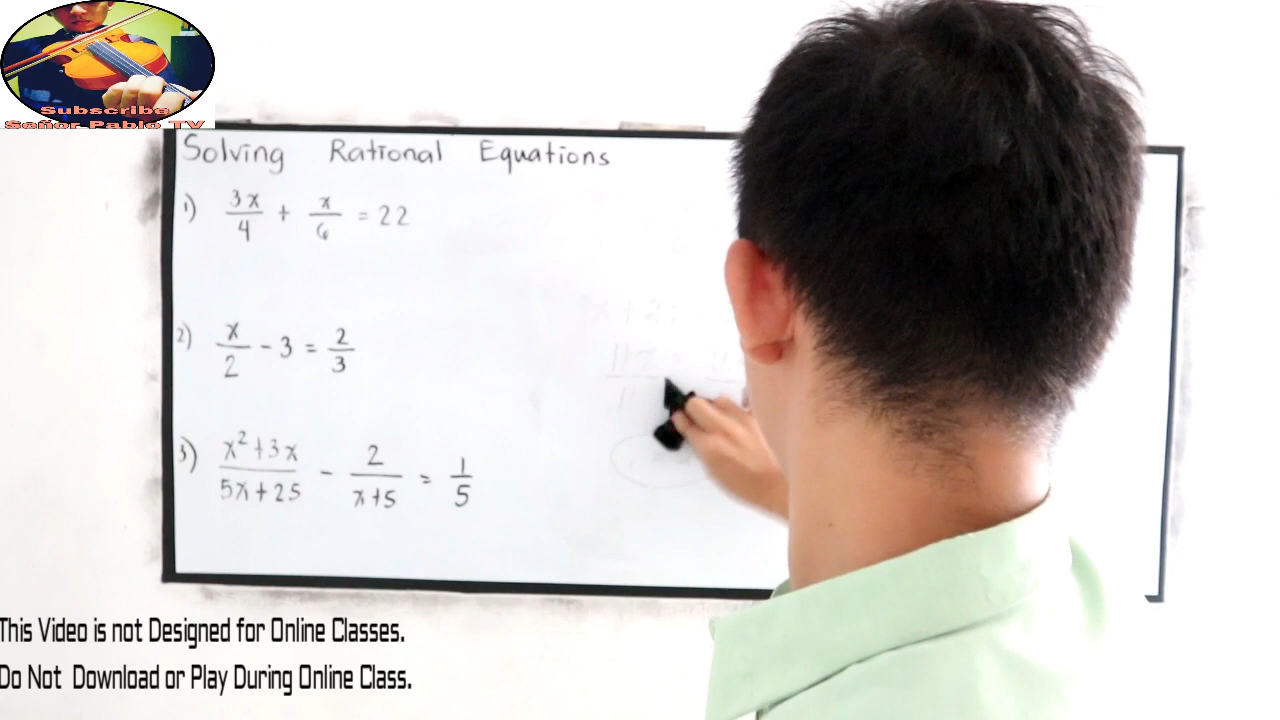 Subscribe
Señor Pablo TV
Solving Rational Equations
1) 3x/4 + x/6 = 22
2) x/2 - 3 = 2/3
3) x²+3x/5x+25 - 2/x+5 = 1/5
This Video is not Designed for Online Classes.
Do Not Download or Play During Online Class.